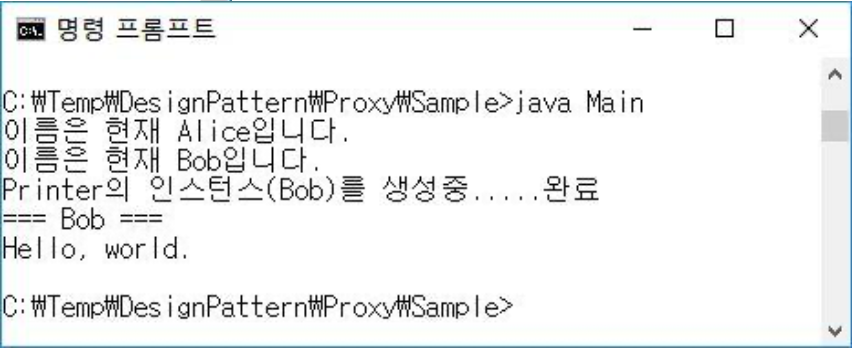 명령 프롬프트
C:₩Temp₩DesignPattern₩Proxy₩Sample>java Main
이름은 현재 Alice입니다.
이름은 현재 Bob입니다.
Printer의 인스턴스(Bob)를 생성중.....완료
=== Bob ===
Hello, world.
C:₩Temp₩DesignPattern₩Proxy₩Sample>